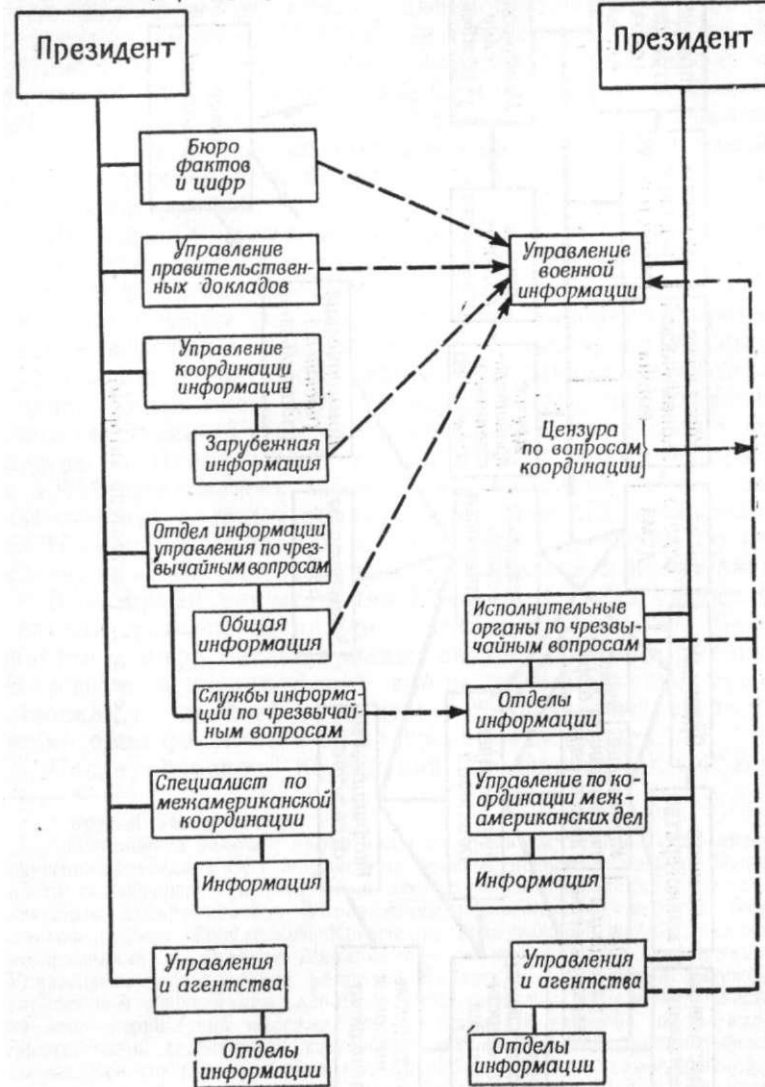 Президент
Президент
Бюро
фактов
и цифр
Управление
правительствен-
ных докладов
Управление
военной
информации
Управление
координации
информации
Зарубежная
информация
Цензура
по вопросам
координации
Отдел информации
управления по чрез-
вычайным вопросам
Общая
информация
Исполнительные
органы по чрезвы-
чайным вопросам
Службы информа-
ции по чрезвычай-
ным вопросам
Отделы
информации
Специалист по
межамериканской
координации
Управление по ко-
ординации меж-
американских дел
Информация
Информация
Управления
и агентства
Управления
и агентства
Отделы
информации
Отделы
информации